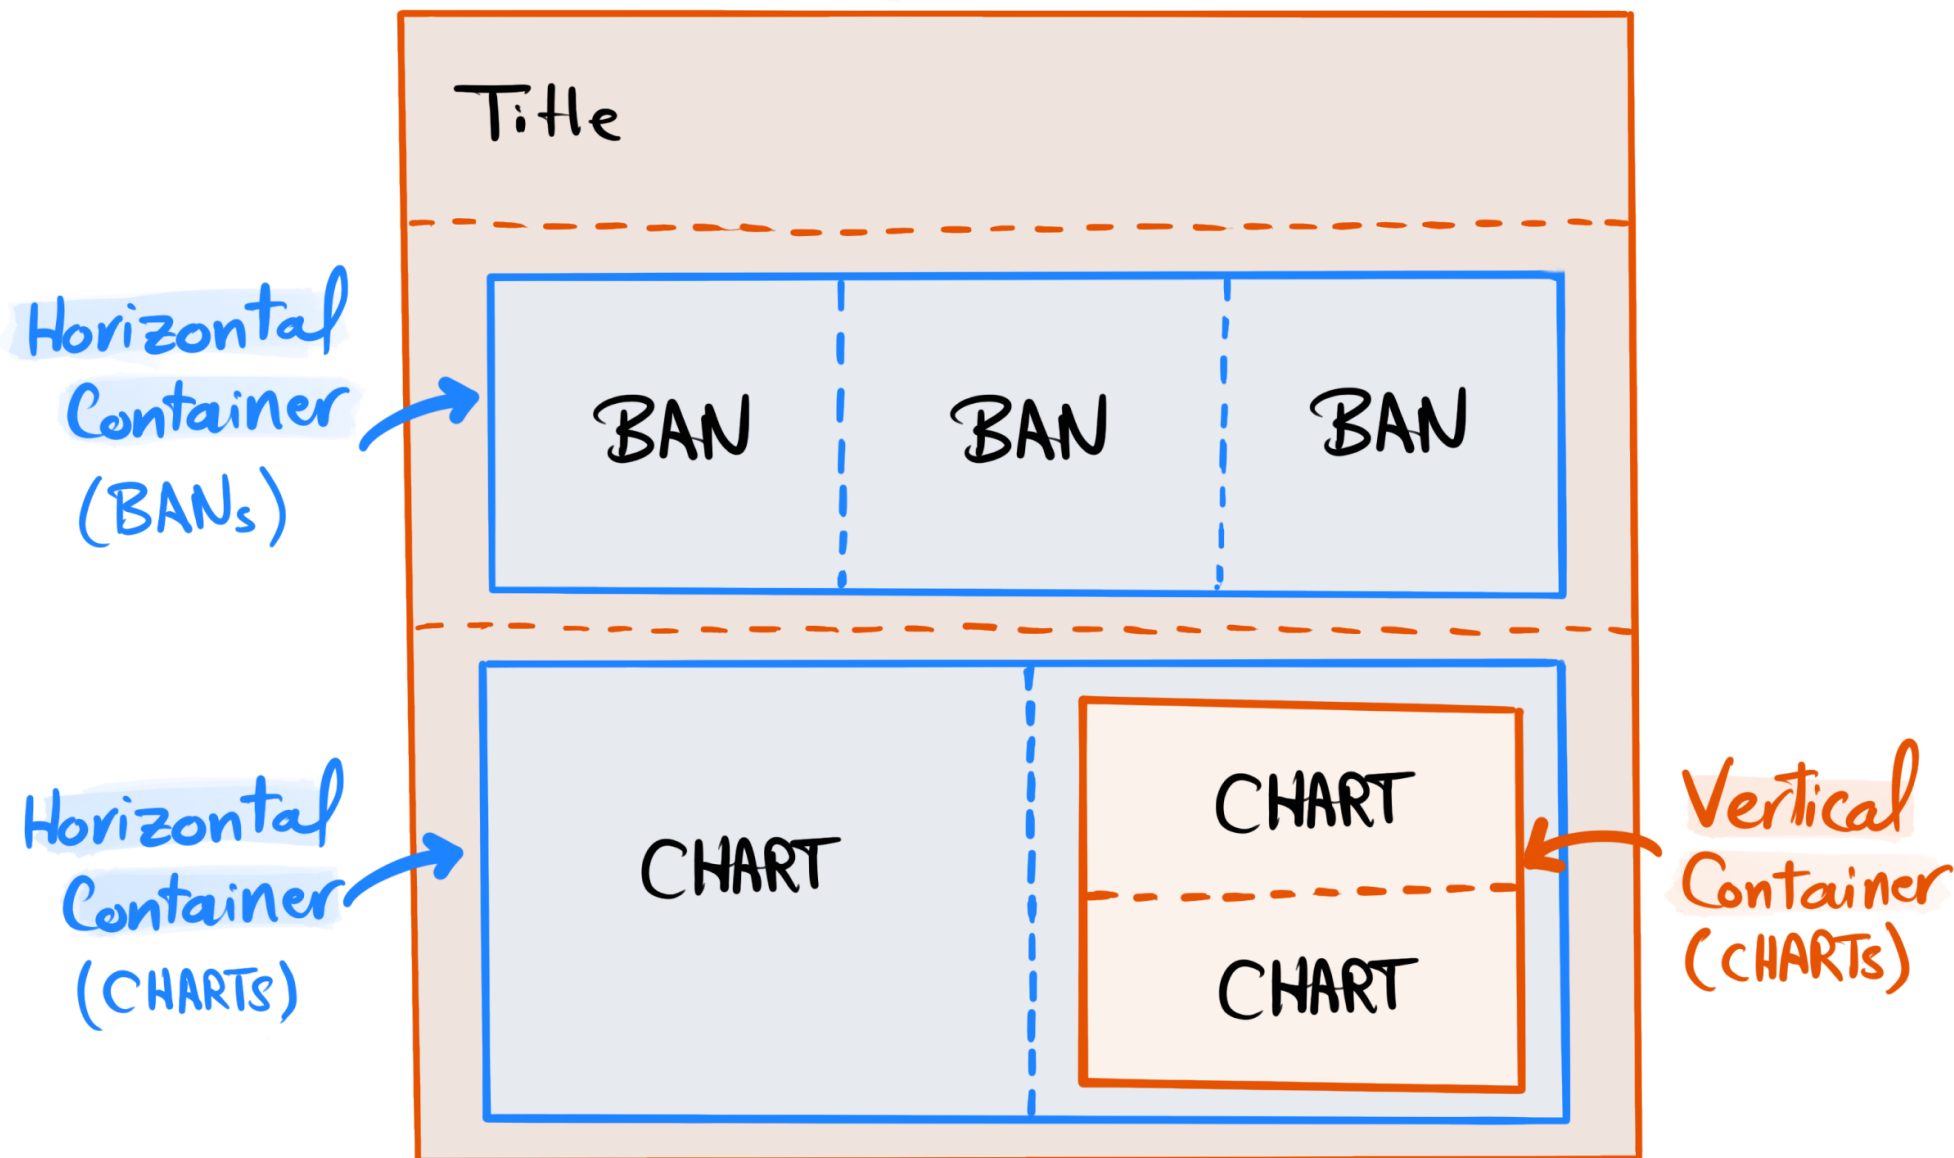 Title
Horizontal
Container
(BANs)
BAN
BAN
BAN
Horizontal
Container
(CHARTs)
CHART
CHART
CHART
Vertical
Container
(CHARTs)